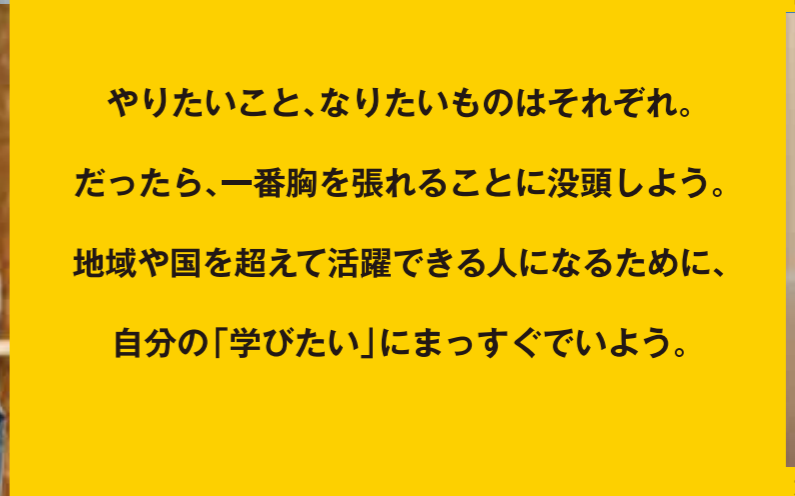 やりたいこと、なりたいものはそれぞれ。
だったら、一番胸を張れることに没頭しよう。
地域や国を超えて活躍できる人になるために、
自分の「学びたい」にまっすぐでいよう。